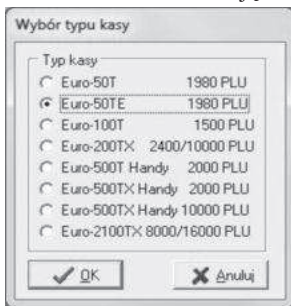 Wybór typu kasy
Typ kasy
Euro-50T 1980 PLU
Euro-50TE 1980 PLU
Euro-100T 1500 PLU
Euro-200TX 2400/10000 PLU
Euro-500T Handy 2000 PLU
Euro-500TX Handy 2000 PLU
Euro-500TX Handy 10000 PLU
Euro-2100TX 8000/16000 PLU
OK Anuluj